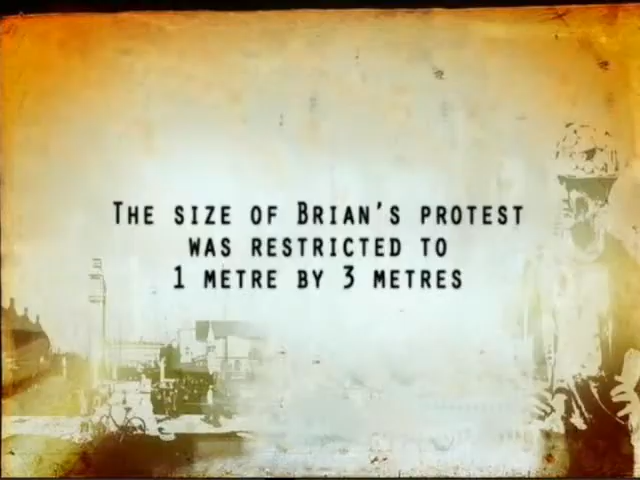 The size of Brian's protest
was restricted to
1 metre by 3 metres